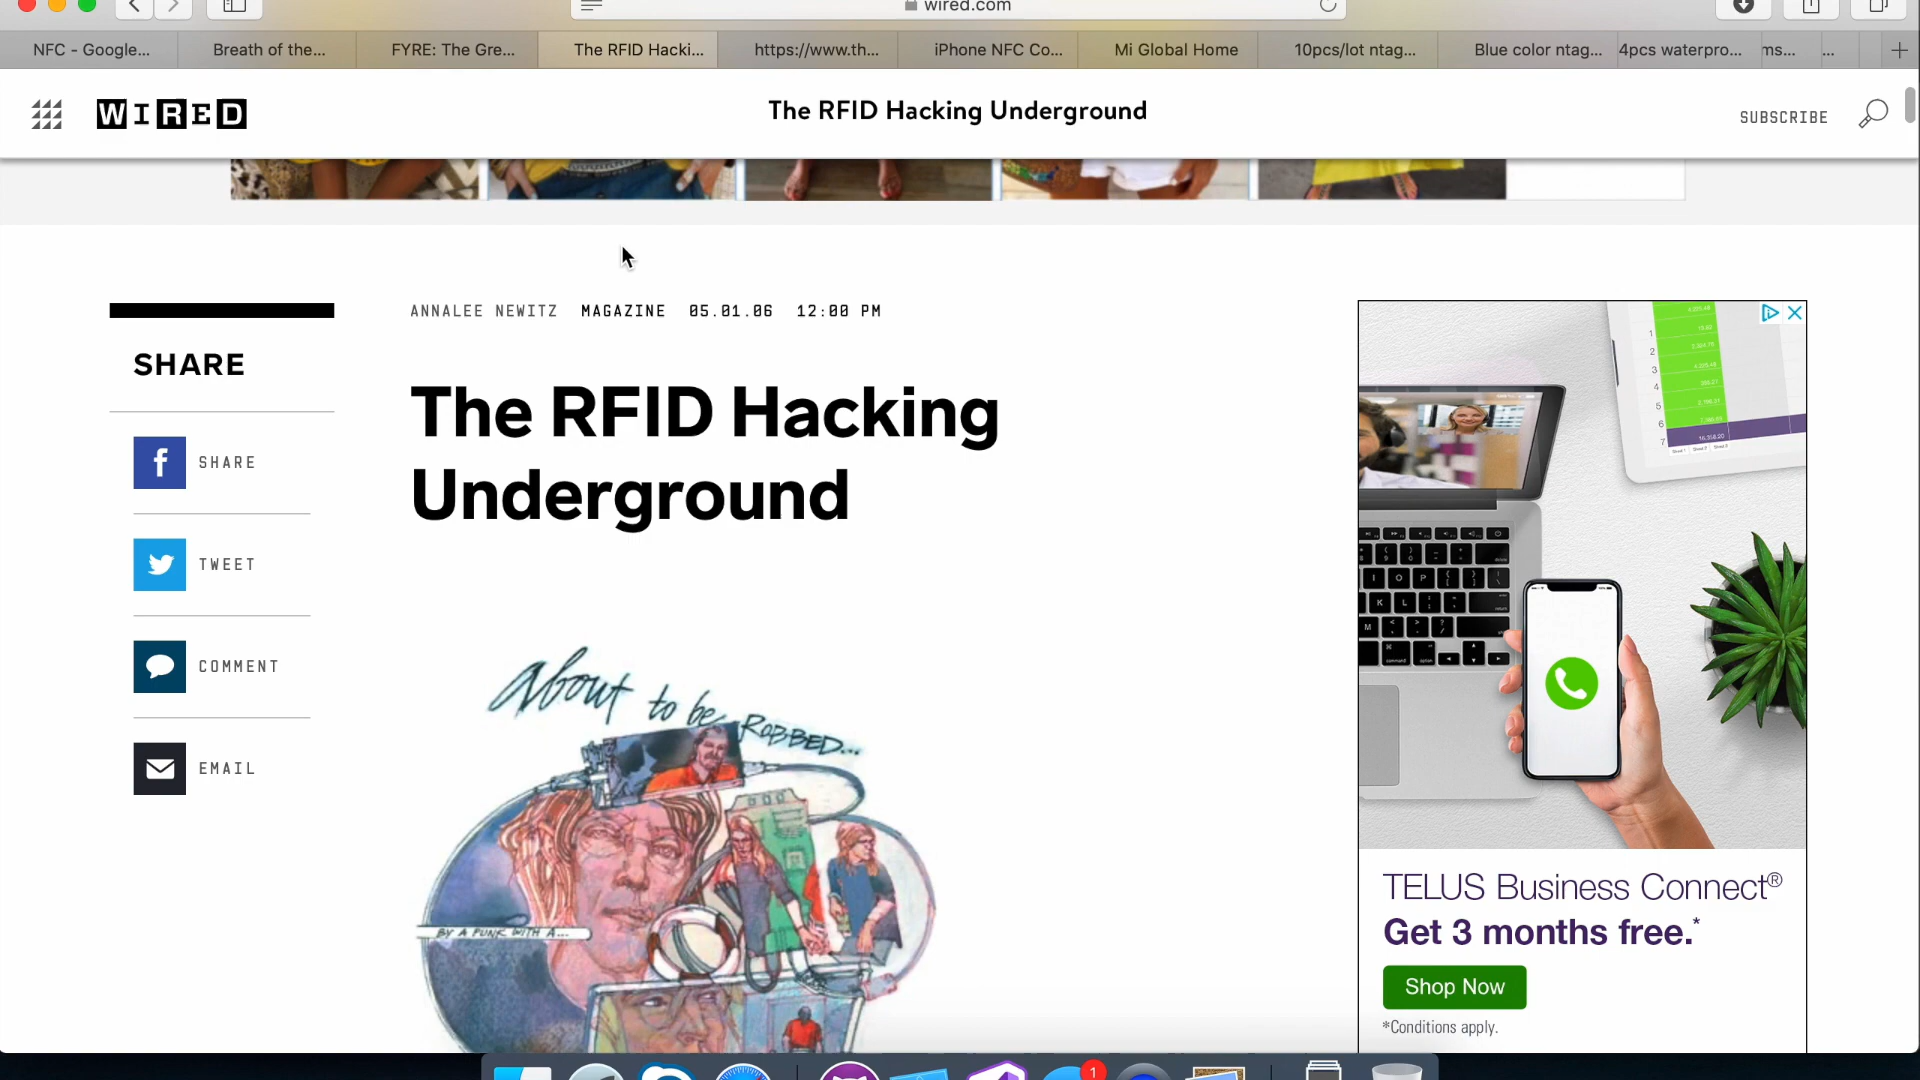 wired.com
NFC - Google...
Breath of the...
FYRE: The Gre...
The RFID Hacki...
https://www.th...
iPhone NFC Co...
Mi Global Home
10pcs/lot ntag...
Blue color ntag...
4pcs waterpro...
ms...
...
WIRED
The RFID Hacking Underground
SUBSCRIBE
ANNALEE NEWITZ MAGAZINE 05.01.06 12:00 PM
SHARE
The RFID Hacking
Underground
SHARE
TWEET
COMMENT
EMAIL
About to be ROBBED...
BY A PUNK WITH A...
TELUS Business Connect®
Get 3 months free.*
Shop Now
*Conditions apply.
1